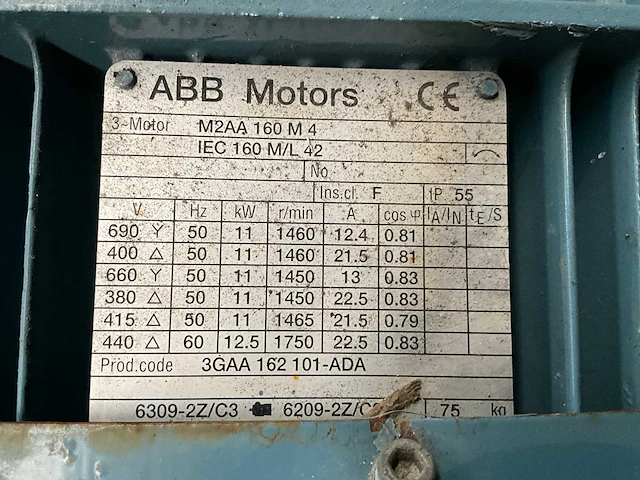 ABB Motors CE
3~Motor M2AA 160 M 4
IEC 160 M/L 42
No
Ins.cl. F IP 55
V Hz kW r/min A cos φ IA/IN tE/S
690 Y 50 11 1460 12.4 0.81
400 △ 50 11 1460 21.5 0.81
660 Y 50 11 1450 13 0.83
380 △ 50 11 1450 22.5 0.83
415 △ 50 11 1465 21.5 0.79
440 △ 60 12.5 1750 22.5 0.83
Prod.code 3GAA 162 101-ADA
6309-2Z/C3 6209-2Z/ 75 kg